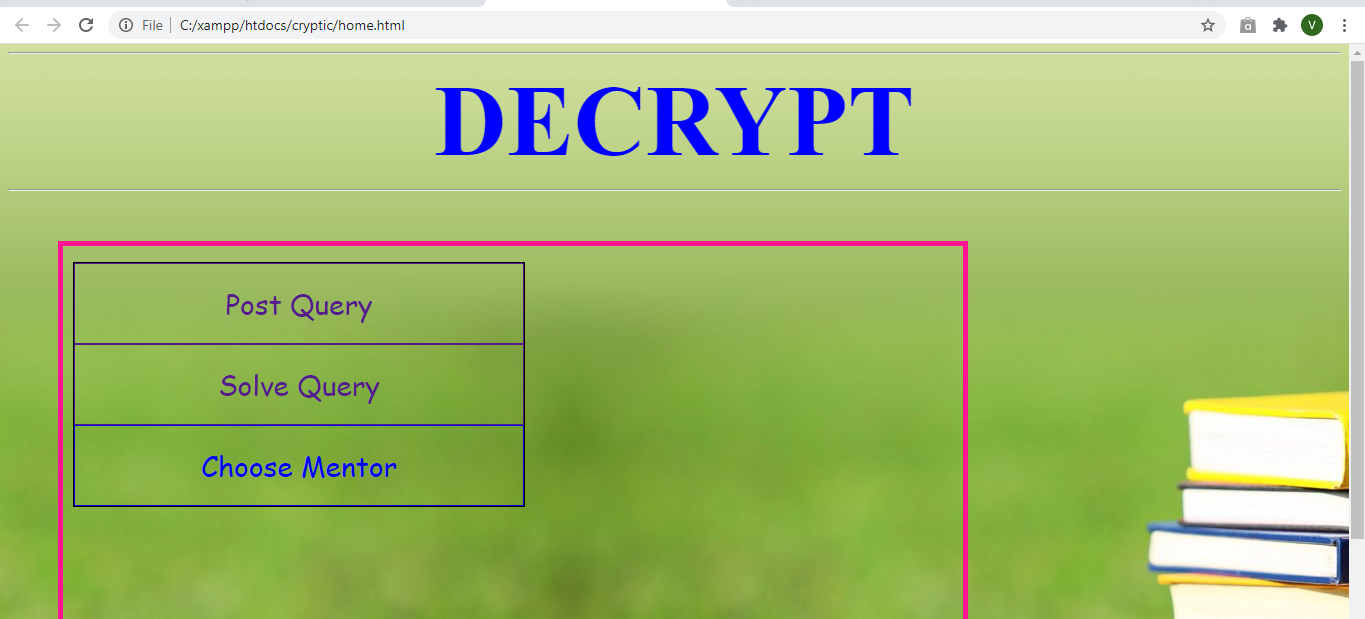 File C:/xampp/htdocs/cryptic/home.html
V
DECRYPT
Post Query
Solve Query
Choose Mentor